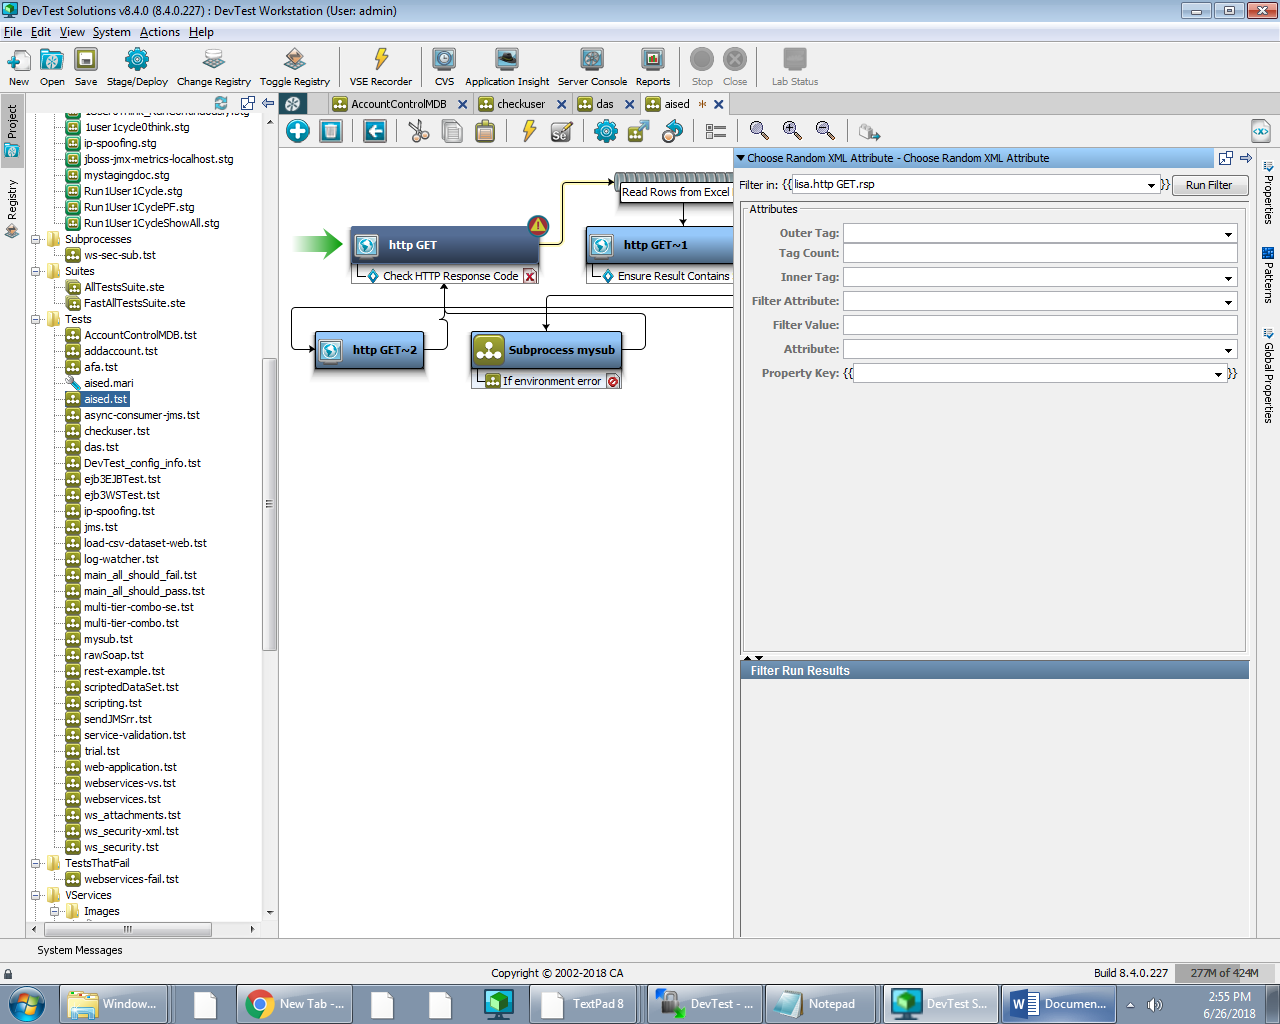 DevTest Solutions v8.4.0 (8.4.0.227) : DevTest Workstation (User: admin)
File Edit View System Actions Help
New Open Save Stage/Deploy Change Registry Toggle Registry VSE Recorder CVS Application Insight Server Console Reports Stop Close Lab Status
Project
Registry
1user1cycle0think.stg
ip-spoofing.stg
jboss-jmx-metrics-localhost.stg
mystagingdoc.stg
Run1User1Cycle.stg
Run1User1CyclePF.stg
Run1User1CycleShowAll.stg
Subprocesses
ws-sec-sub.tst
Suites
AllTestsSuite.ste
FastAllTestsSuite.ste
Tests
AccountControlMDB.tst
addaccount.tst
afa.tst
aised.mari
aised.tst
async-consumer-jms.tst
checkuser.tst
das.tst
DevTest_config_info.tst
ejb3EJBTest.tst
ejb3WSTest.tst
ip-spoofing.tst
jms.tst
load-csv-dataset-web.tst
log-watcher.tst
main_all_should_fail.tst
main_all_should_pass.tst
multi-tier-combo-se.tst
multi-tier-combo.tst
mysub.tst
rawSoap.tst
rest-example.tst
scriptedDataSet.tst
scripting.tst
sendJMSrr.tst
service-validation.tst
trial.tst
web-application.tst
webservices-vs.tst
webservices.tst
ws_attachments.tst
ws_security-xml.tst
ws_security.tst
TestsThatFail
webservices-fail.tst
VServices
Images
AccountControlMDB checkuser das aised
Read Rows from Excel
http GET
Check HTTP Response Code
http GET~1
Ensure Result Contains
http GET~2
Subprocess mysub
If environment error
Choose Random XML Attribute - Choose Random XML Attribute
Filter in: {{lisa.http GET.rsp}} Run Filter
Attributes
Outer Tag:
Tag Count:
Inner Tag:
Filter Attribute:
Filter Value:
Attribute:
Property Key: {{ }}
Filter Run Results
Properties
Patterns
Global Properties
System Messages
Copyright © 2002-2018 CA
Build 8.4.0.227 277M of 424M
Window... New Tab -... TextPad 8 DevTest - ... Notepad DevTest S... Documen...
2:55 PM
6/26/2018